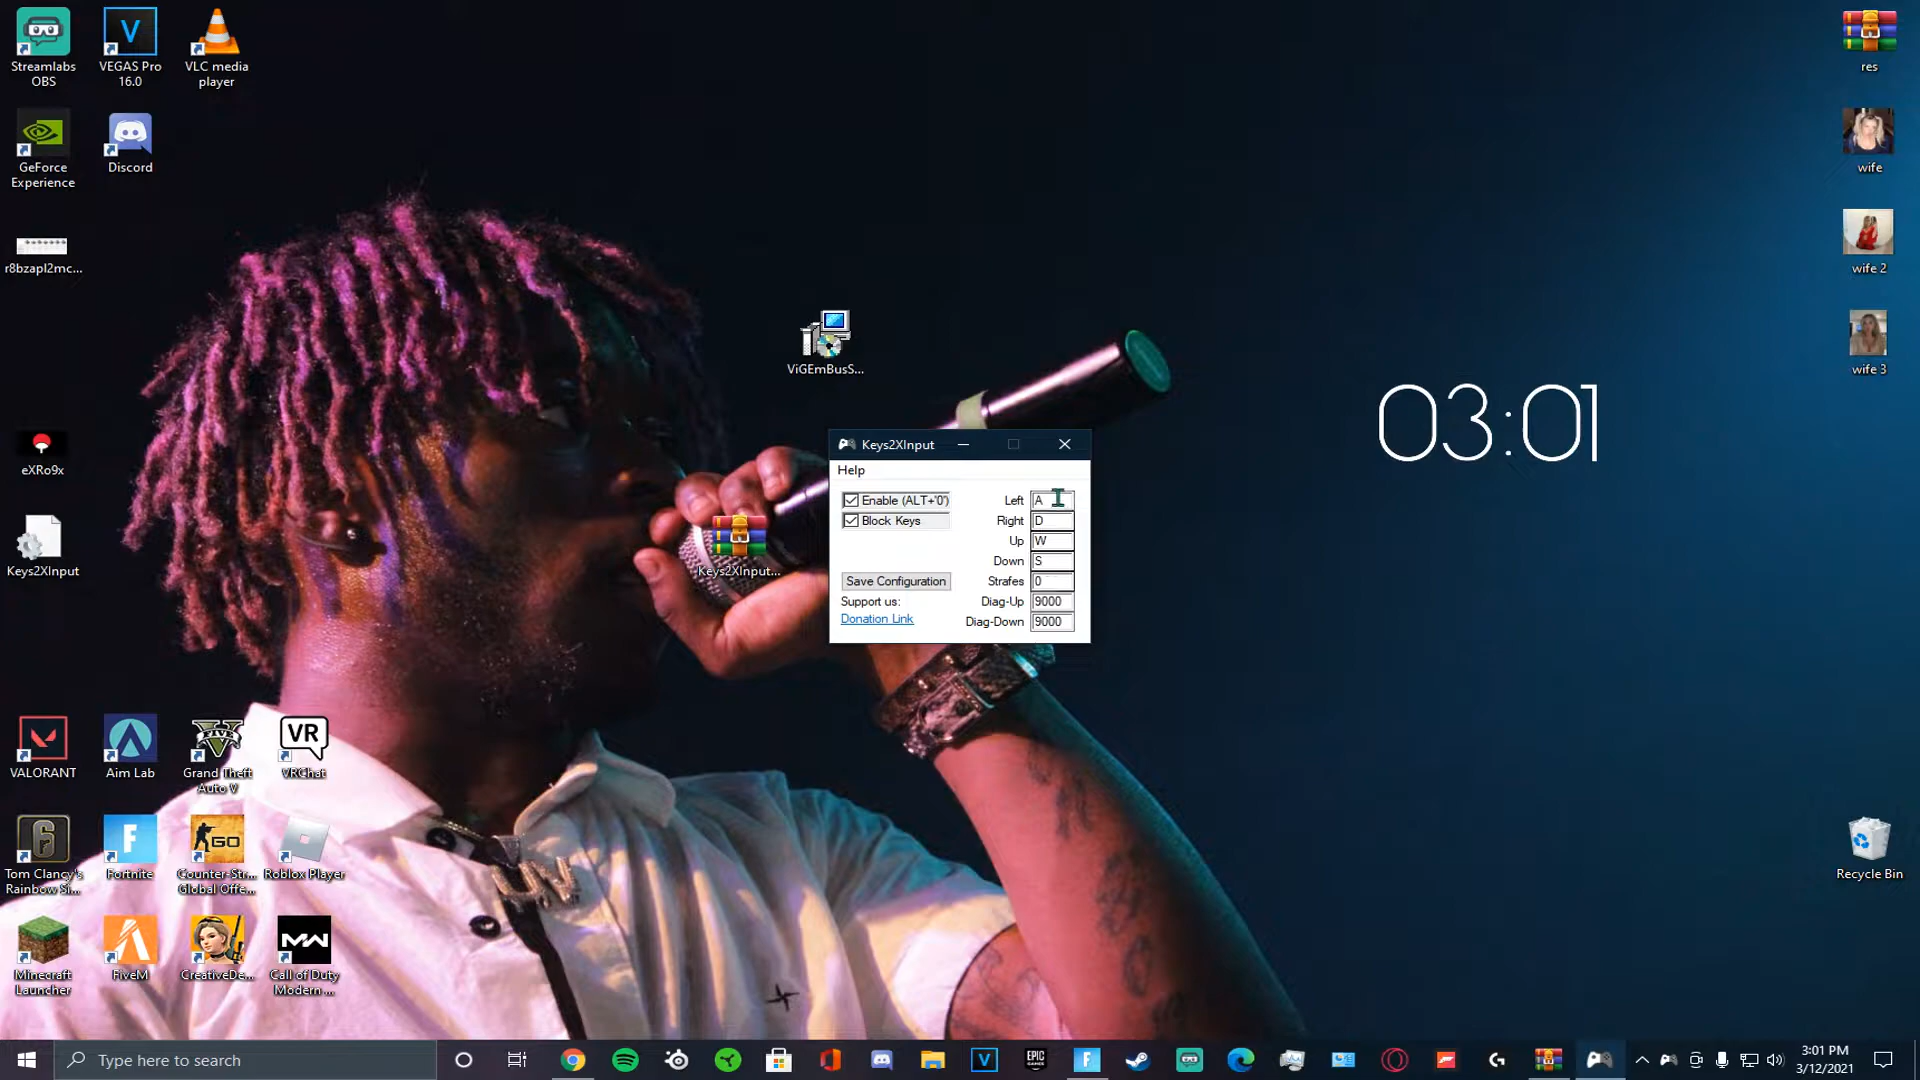 Streamlabs
OBS
VEGAS Pro
16.0
VLC media
player
GeForce
Experience
Discord
r8bzapl2mc...
eXRo9x
Keys2XInput
ViGEmBusS...
Keys2XInput...
Keys2XInput
Help
Enable (ALT+'0')
Block Keys
Save Configuration
Support us:
Donation Link
Left A
Right D
Up W
Down S
Strafes 0
Diag-Up 9000
Diag-Down 9000
03:01
res
wife
wife 2
wife 3
Recycle Bin
VR
VALORANT
Aim Lab
Grand Theft
Auto V
VRChat
Tom Clancy's
Rainbow Si...
Fortnite
Counter-Str...
Global Offe...
Roblox Player
Minecraft
Launcher
FiveM
CreativeDe...
Call of Duty
Modern ...
Type here to search
EPIC
GAMES
3:01 PM
3/12/2021